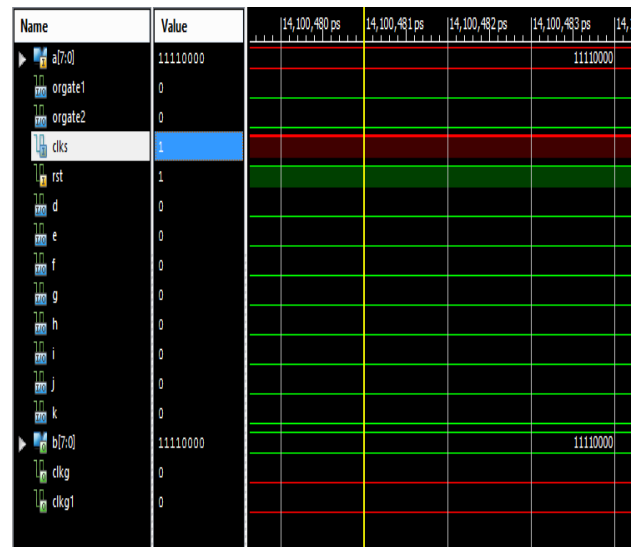 Name Value 14,100,480 ps 14,100,481 ps 14,100,482 ps 14,100,483 ps 14,
a[7:0] 11110000 11110000
orgate1 0
orgate2 0
clks 1
rst 1
d 0
e 0
f 0
g 0
h 0
i 0
j 0
k 0
b[7:0] 11110000 11110000
clkg 0
clkg1 0